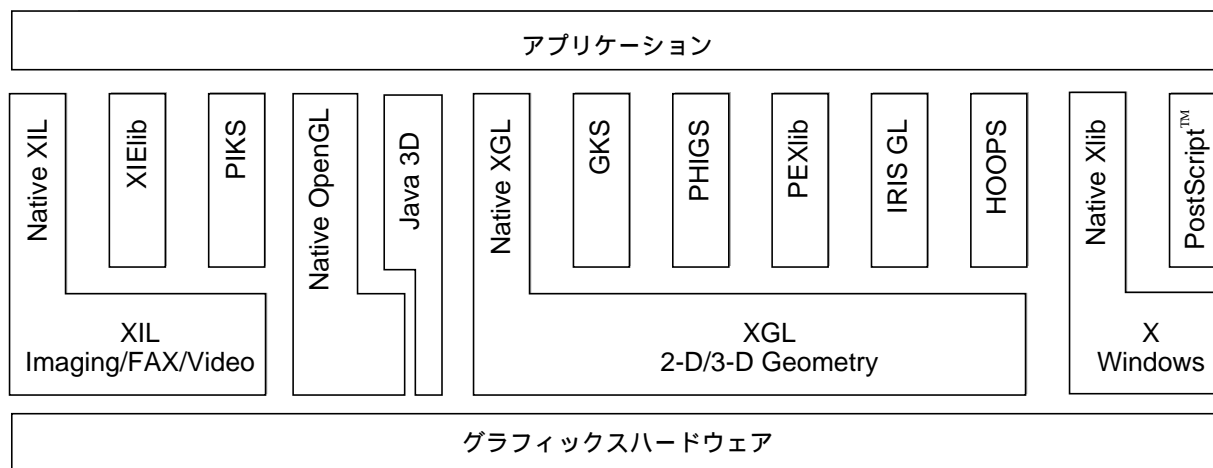 アプリケーション
Native XIL
XIElib
PIKS
Native OpenGL
Java 3D
Native XGL
GKS
PHIGS
PEXlib
IRIS GL
HOOPS
Native Xlib
PostScript™
XIL
Imaging/FAX/Video
XGL
2-D/3-D Geometry
X
Windows
グラフィックスハードウェア